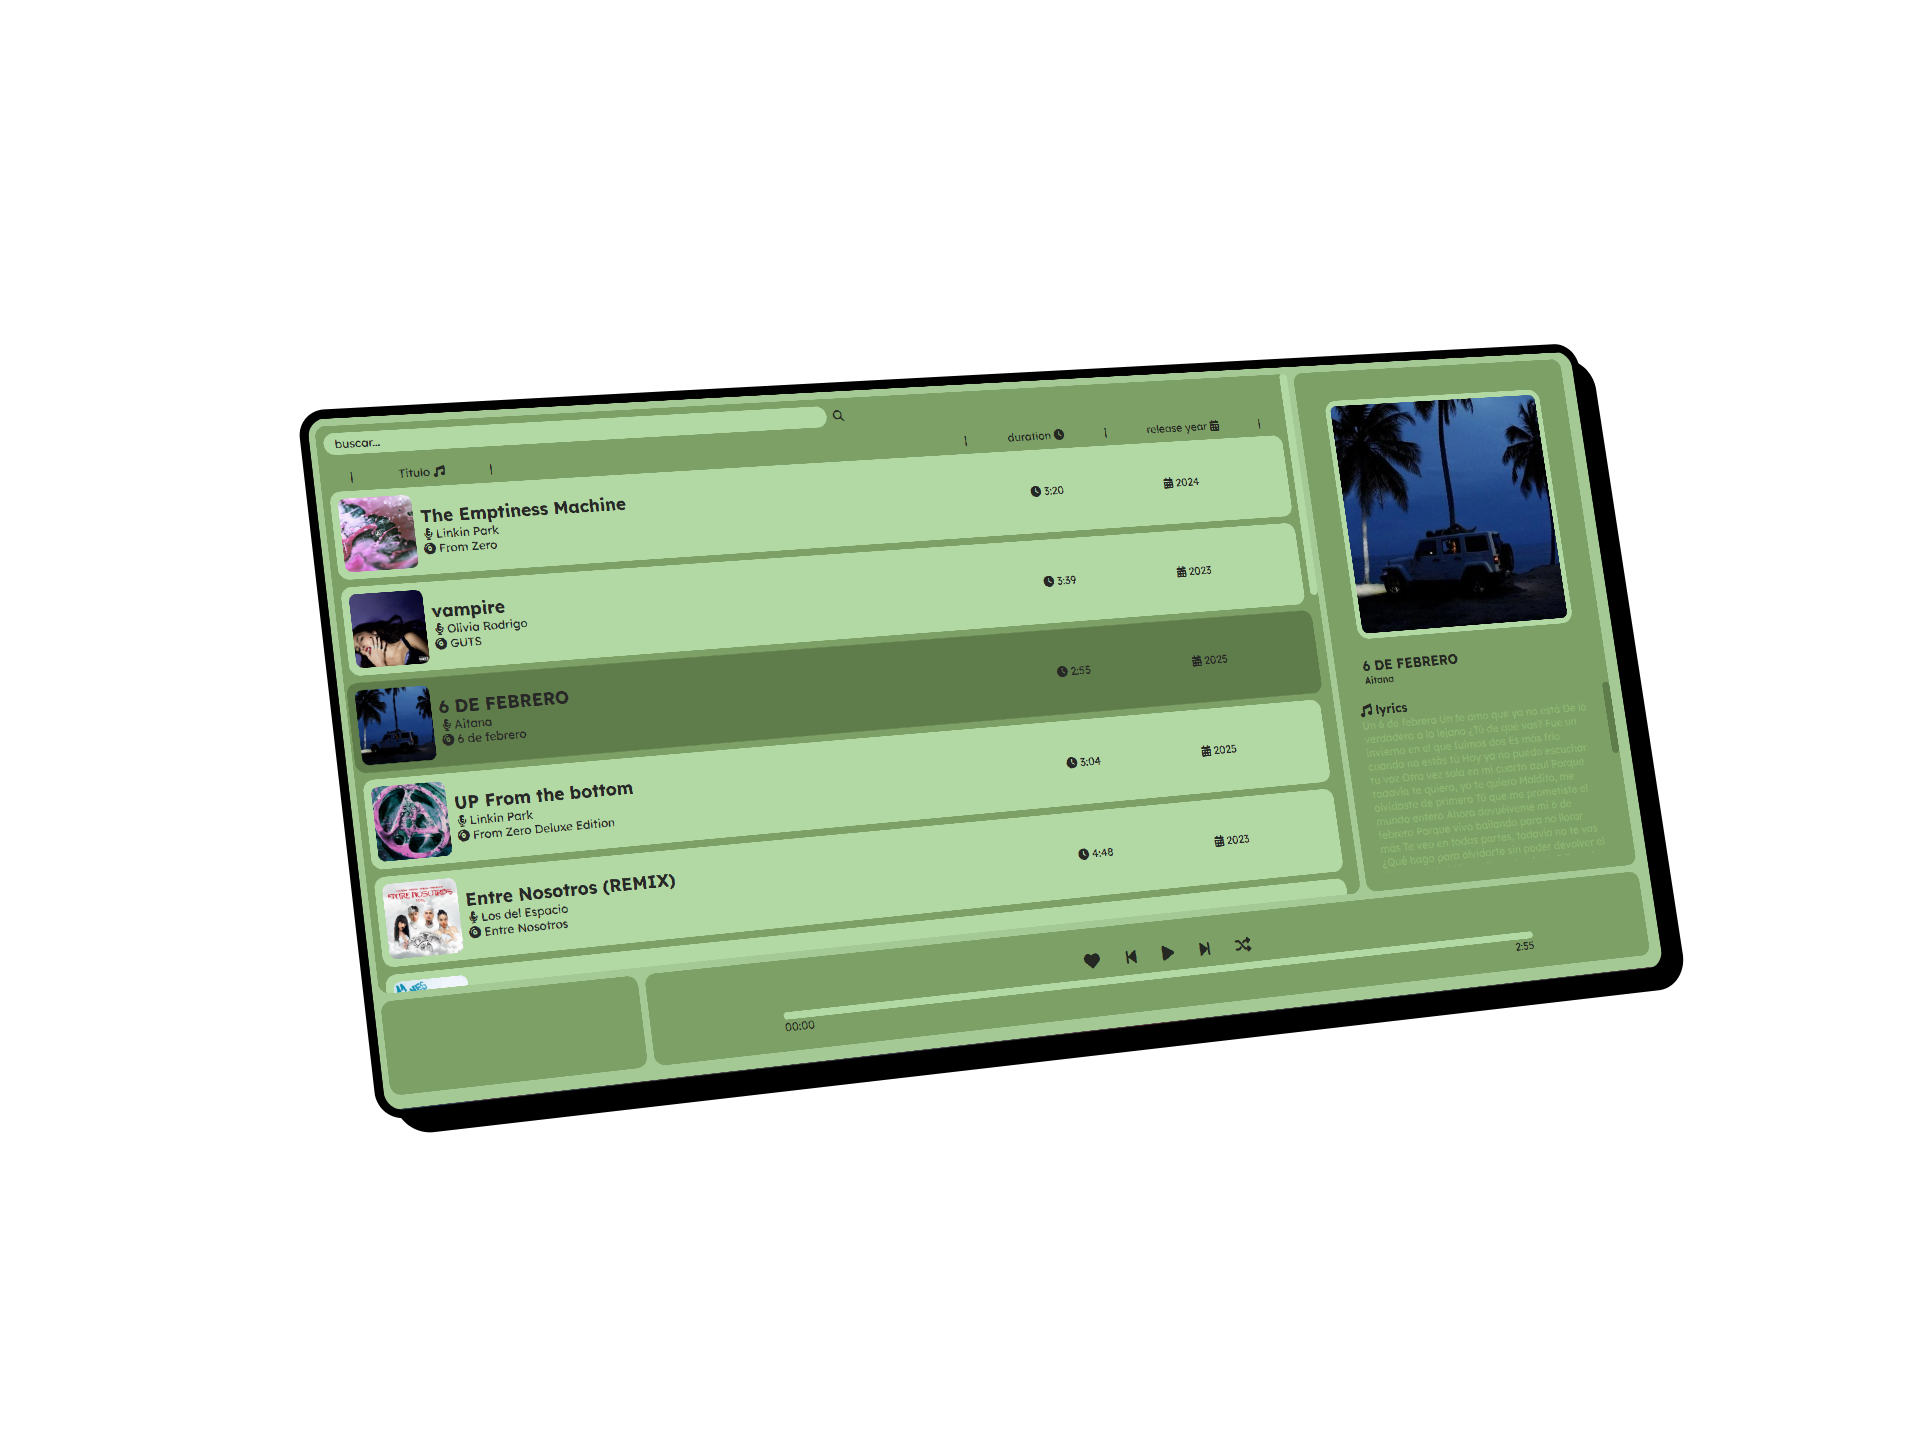 buscar...
Titulo
duration
release year
The Emptiness Machine
Linkin Park
From Zero
3:20
2024
vampire
Olivia Rodrigo
GUTS
3:39
2023
6 DE FEBRERO
Aitana
6 de febrero
2:55
2025
UP From the bottom
Linkin Park
From Zero Deluxe Edition
3:04
2025
Entre Nosotros (REMIX)
Los del Espacio
Entre Nosotros
4:48
2023
6 DE FEBRERO
Aitana
lyrics
Un 6 de febrero Un te amo que ya no está De lo
verdadero a lo lejano ¿Tú de qué vas? Fue un
invierno en el que fuimos dos Es más frío
cuando no estás tú Hoy ya no puedo escuchar
tu voz Otra vez sola en mi cuarto azul Porque
todavía te quiero, yo te quiero Maldito, me
olvidaste de primero Tú que me prometiste el
mundo entero Ahora devuélveme mi 6 de
febrero Porque Vivo bailando para no llorar
más Te veo en todas partes, todavía no te vas
¿Qué hago para olvidarte sin poder devolver el
00:00
2:55